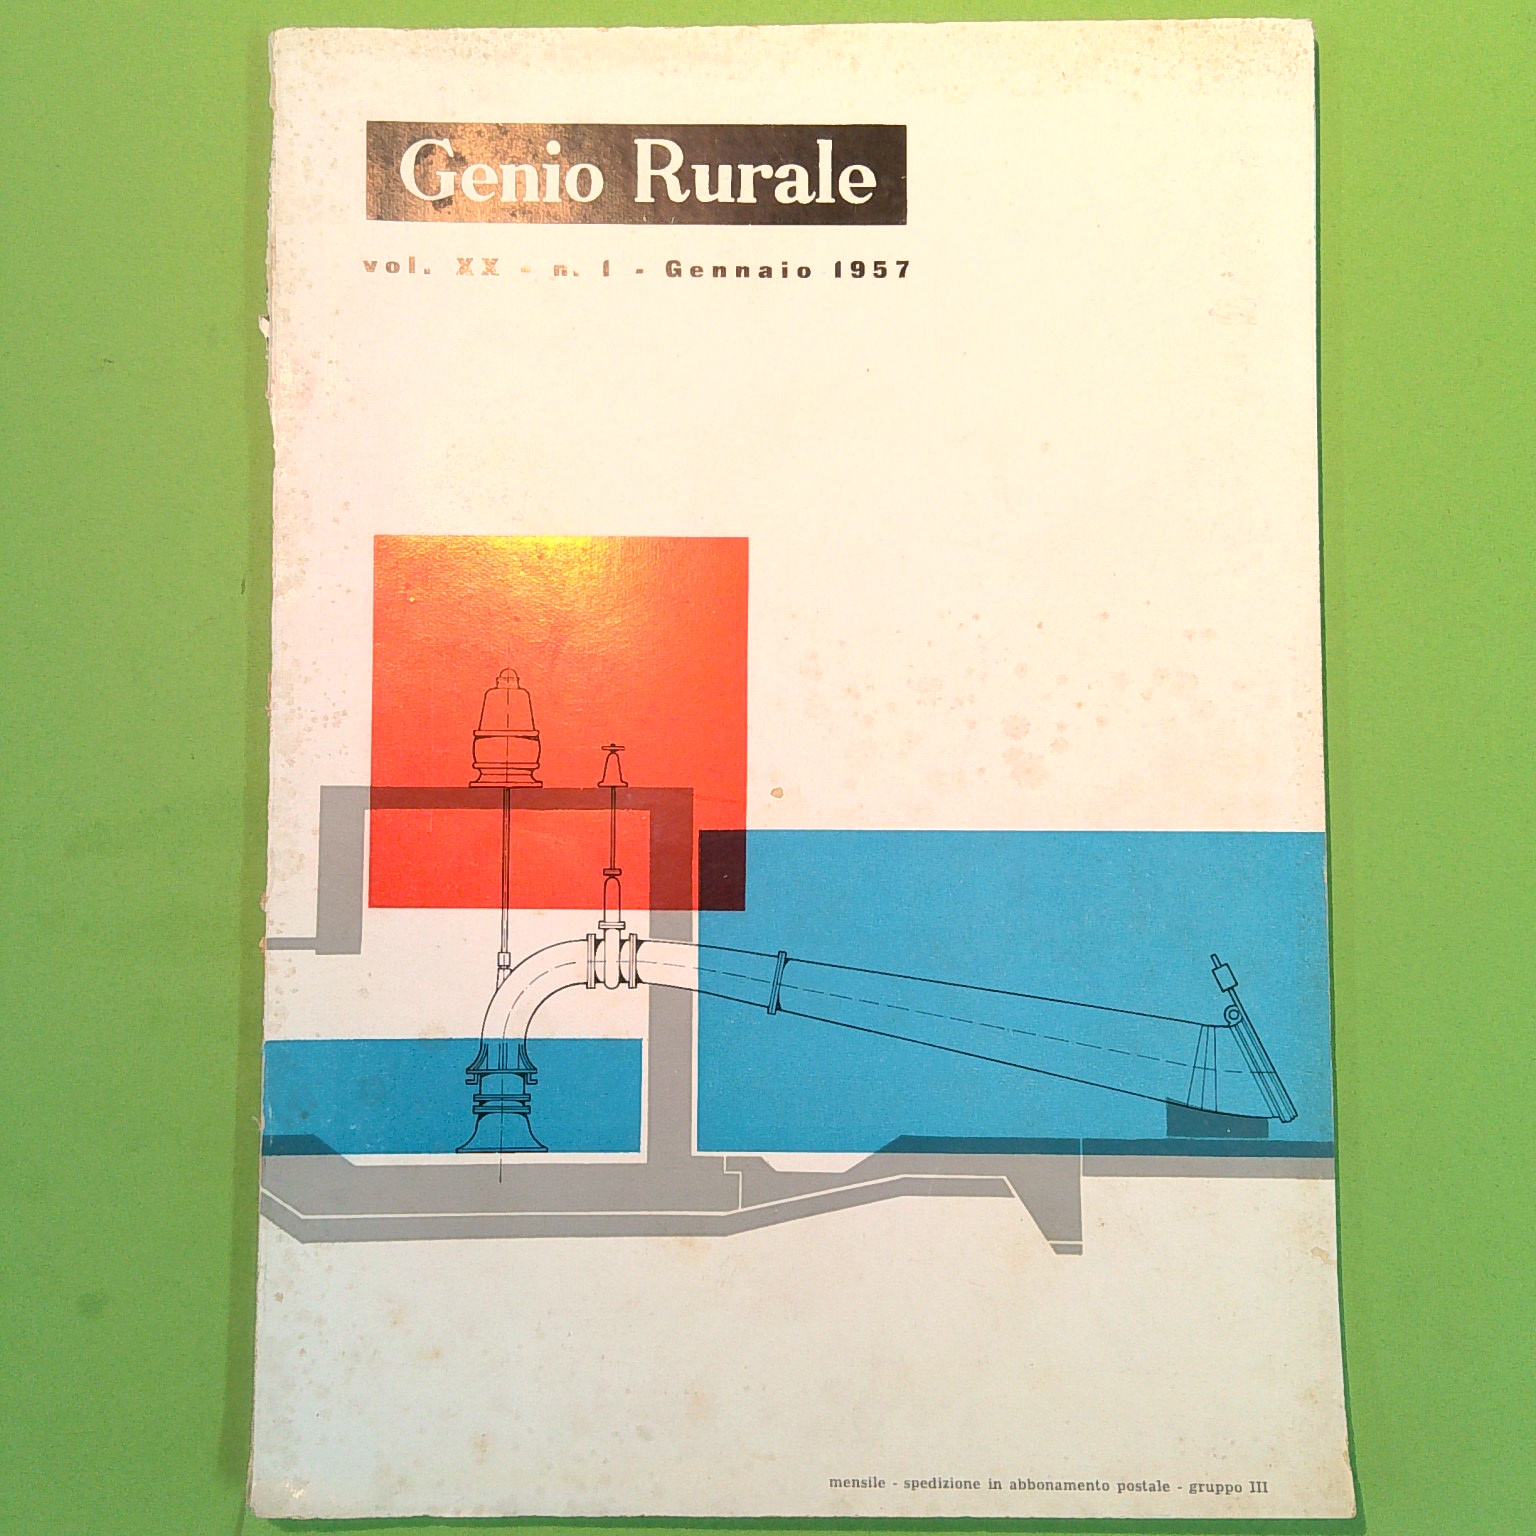 Genio Rurale
vol. XX - n. 1 - Gennaio 1957
mensile - spedizione in abbonamento postale - gruppo III